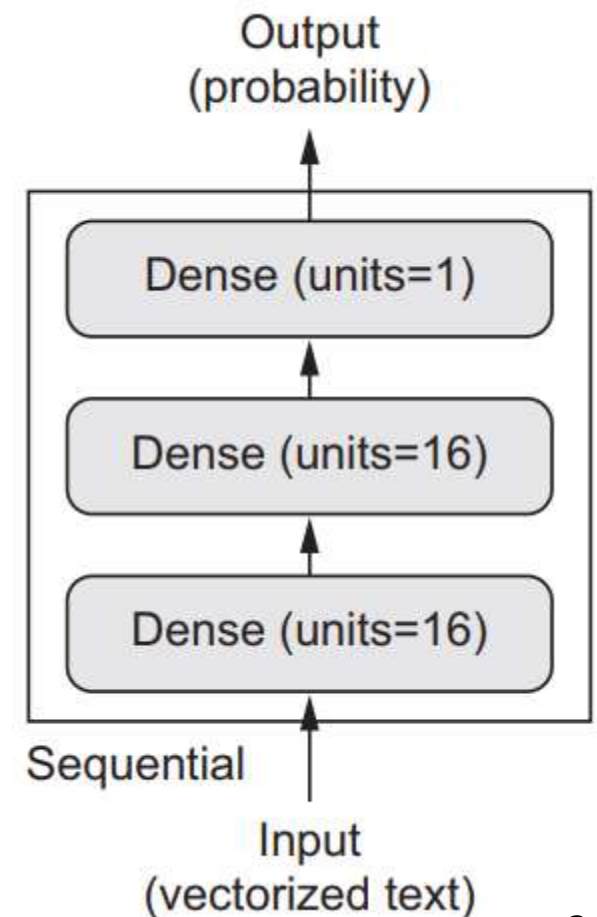 Output
(probability)
Dense (units=1)
Dense (units=16)
Dense (units=16)
Sequential
Input
(vectorized text)